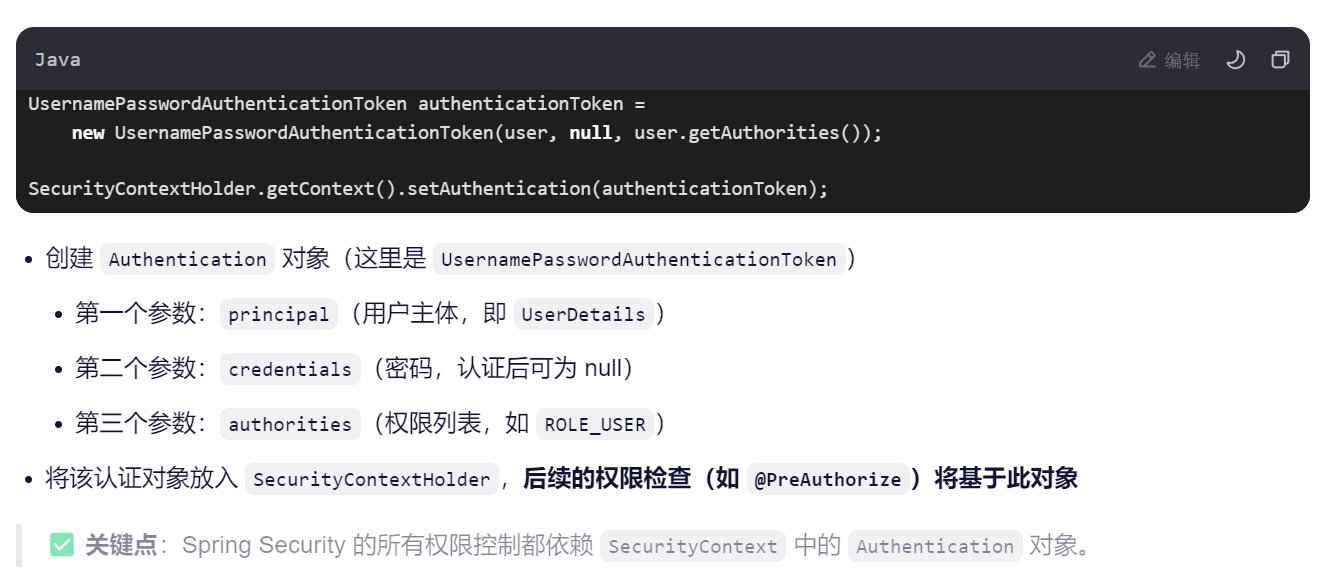 Java
编辑
UsernamePasswordAuthenticationToken authenticationToken =
    new UsernamePasswordAuthenticationToken(user, null, user.getAuthorities());
SecurityContextHolder.getContext().setAuthentication(authenticationToken);
• 创建 Authentication 对象（这里是 UsernamePasswordAuthenticationToken）
• 第一个参数：principal（用户主体，即 UserDetails）
• 第二个参数：credentials（密码，认证后可为 null）
• 第三个参数：authorities（权限列表，如 ROLE_USER）
• 将该认证对象放入 SecurityContextHolder，后续的权限检查（如 @PreAuthorize）将基于此对象
✅ 关键点：Spring Security 的所有权限控制都依赖 SecurityContext 中的 Authentication 对象。